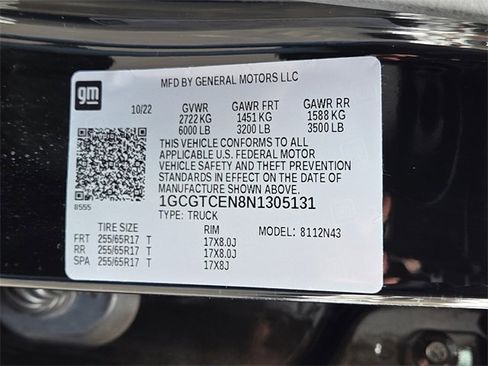 MFD BY GENERAL MOTORS LLC
gm
10/22 GVWR GAWR FRT GAWR RR
2722 KG 1451 KG 1588 KG
6000 LB 3200 LB 3500 LB
THIS VEHICLE CONFORMS TO ALL
APPLICABLE U.S. FEDERAL MOTOR
VEHICLE SAFETY AND THEFT PREVENTION
STANDARDS IN EFFECT ON THE DATE OF
MANUFACTURE SHOWN ABOVE.
1GCGTCEN8N1305131
8555
TYPE: TRUCK
TIRE SIZE RIM MODEL: 8112N43
FRT 255/65R17 T 17X8.0J
RR 255/65R17 T 17X8.0J
SPA 255/65R17 T 17X8J